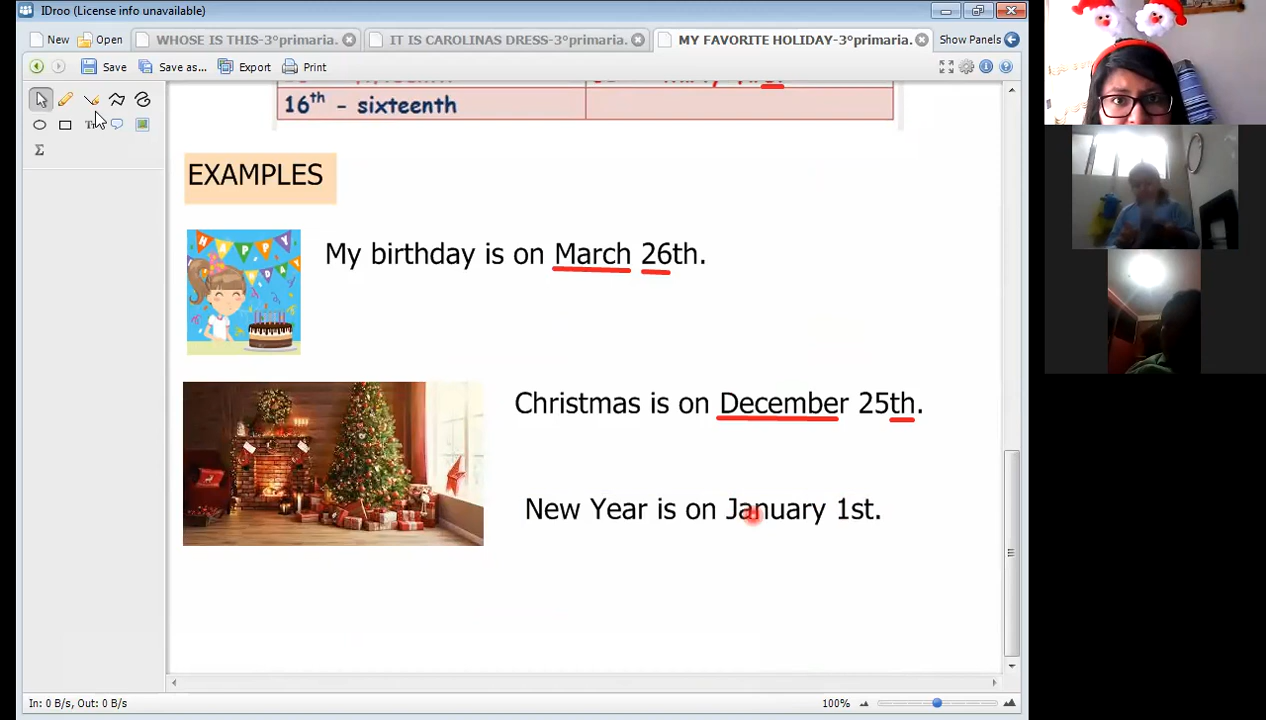 IDroo (License info unavailable)
New Open WHOSE IS THIS-3°primaria. IT IS CAROLINAS DRESS-3°primaria. MY FAVORITE HOLIDAY-3°primaria. Show Panels
Save Save as... Export Print
16th - sixteenth
EXAMPLES
HAPPY
My birthday is on March 26th.
Christmas is on December 25th.
New Year is on January 1st.
In: 0 B/s, Out: 0 B/s 100%